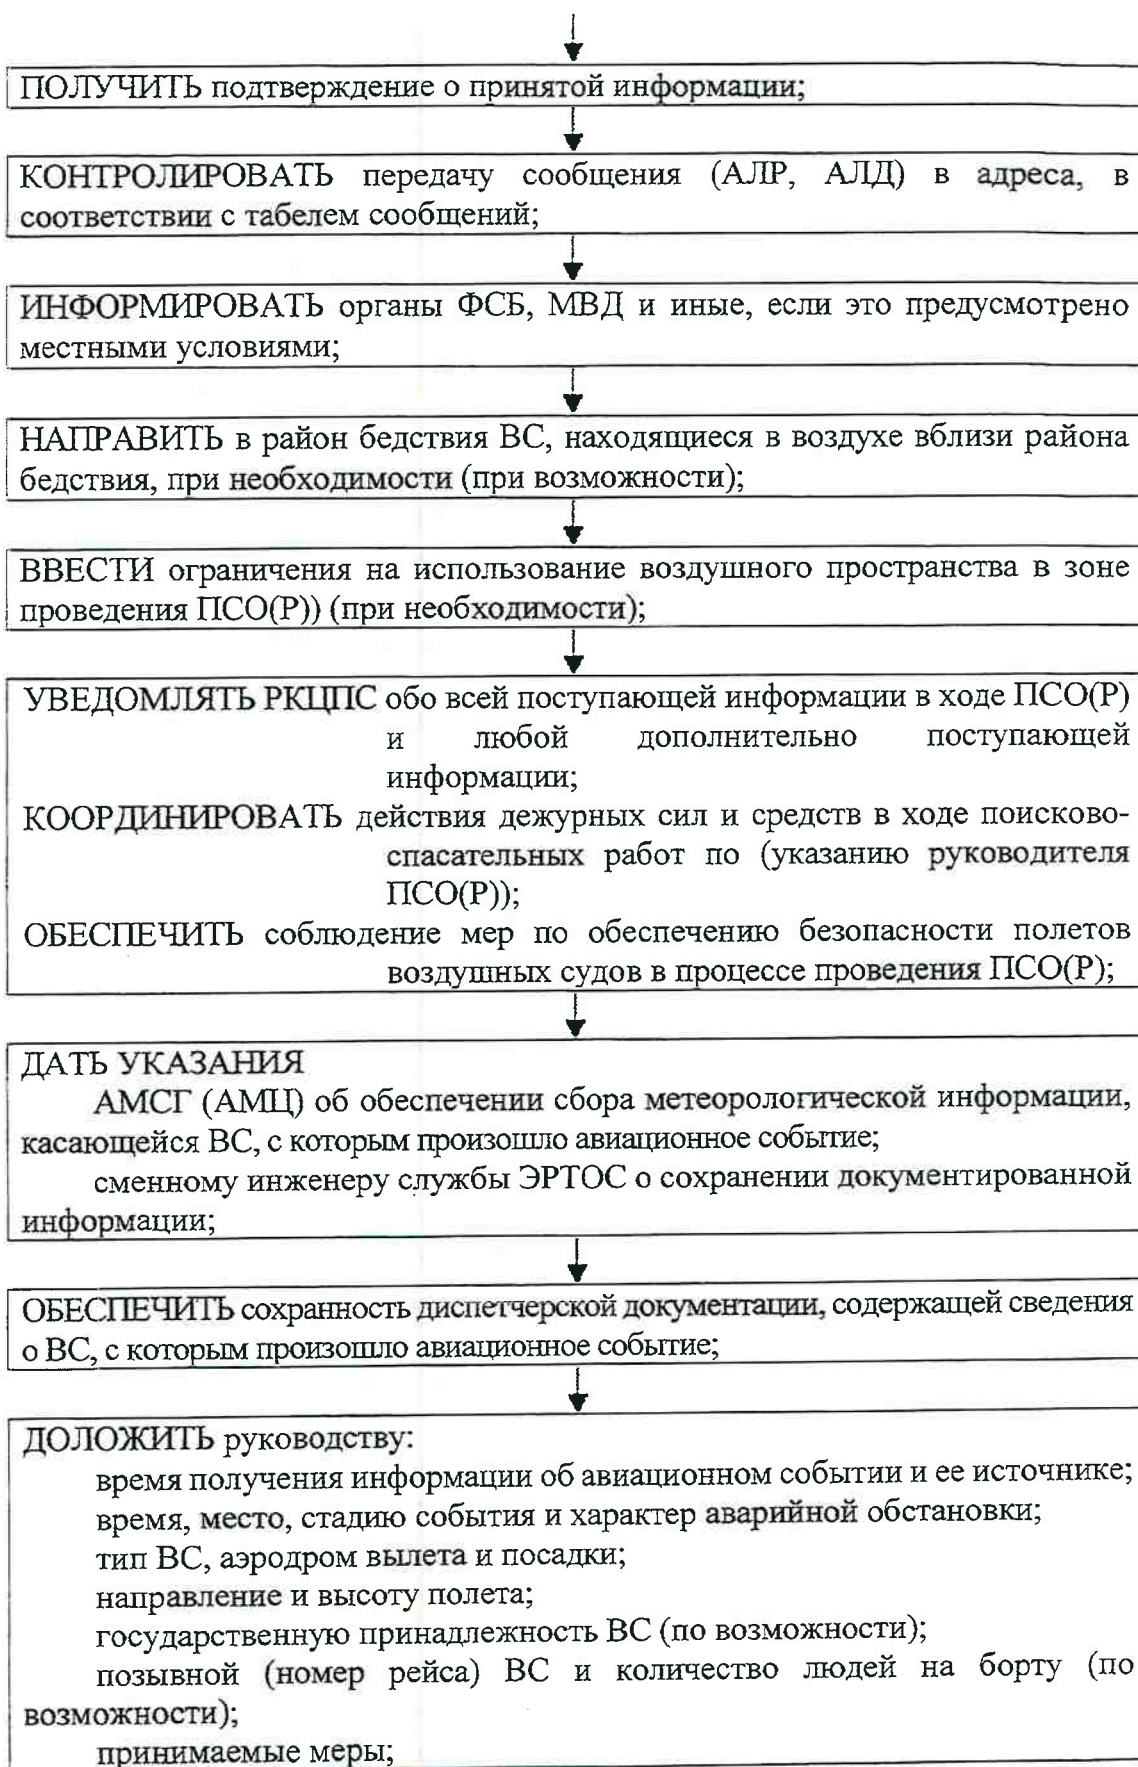 ПОЛУЧИТЬ подтверждение о принятой информации;
КОНТРОЛИРОВАТЬ передачу сообщения (АЛР, АЛД) в адреса, в
соответствии с табелем сообщений;
ИНФОРМИРОВАТЬ органы ФСБ, МВД и иные, если это предусмотрено
местными условиями;
НАПРАВИТЬ в район бедствия ВС, находящиеся в воздухе вблизи района
бедствия, при необходимости (при возможности);
ВВЕСТИ ограничения на использование воздушного пространства в зоне
проведения ПСО(Р)) (при необходимости);
УВЕДОМЛЯТЬ РКЦПС обо всей поступающей информации в ходе ПСО(Р)
и любой дополнительно поступающей
информации;
КООРДИНИРОВАТЬ действия дежурных сил и средств в ходе поисково-
спасательных работ по (указанию руководителя
ПСО(Р));
ОБЕСПЕЧИТЬ соблюдение мер по обеспечению безопасности полетов
воздушных судов в процессе проведения ПСО(Р);
ДАТЬ УКАЗАНИЯ
АМСГ (АМЦ) об обеспечении сбора метеорологической информации,
касающейся ВС, с которым произошло авиационное событие;
сменному инженеру службы ЭРТОС о сохранении документированной
информации;
ОБЕСПЕЧИТЬ сохранность диспетчерской документации, содержащей сведения
о ВС, с которым произошло авиационное событие;
ДОЛОЖИТЬ руководству:
время получения информации об авиационном событии и ее источнике;
время, место, стадию события и характер аварийной обстановки;
тип ВС, аэродром вылета и посадки;
направление и высоту полета;
государственную принадлежность ВС (по возможности);
позывной (номер рейса) ВС и количество людей на борту (по
возможности);
принимаемые меры;